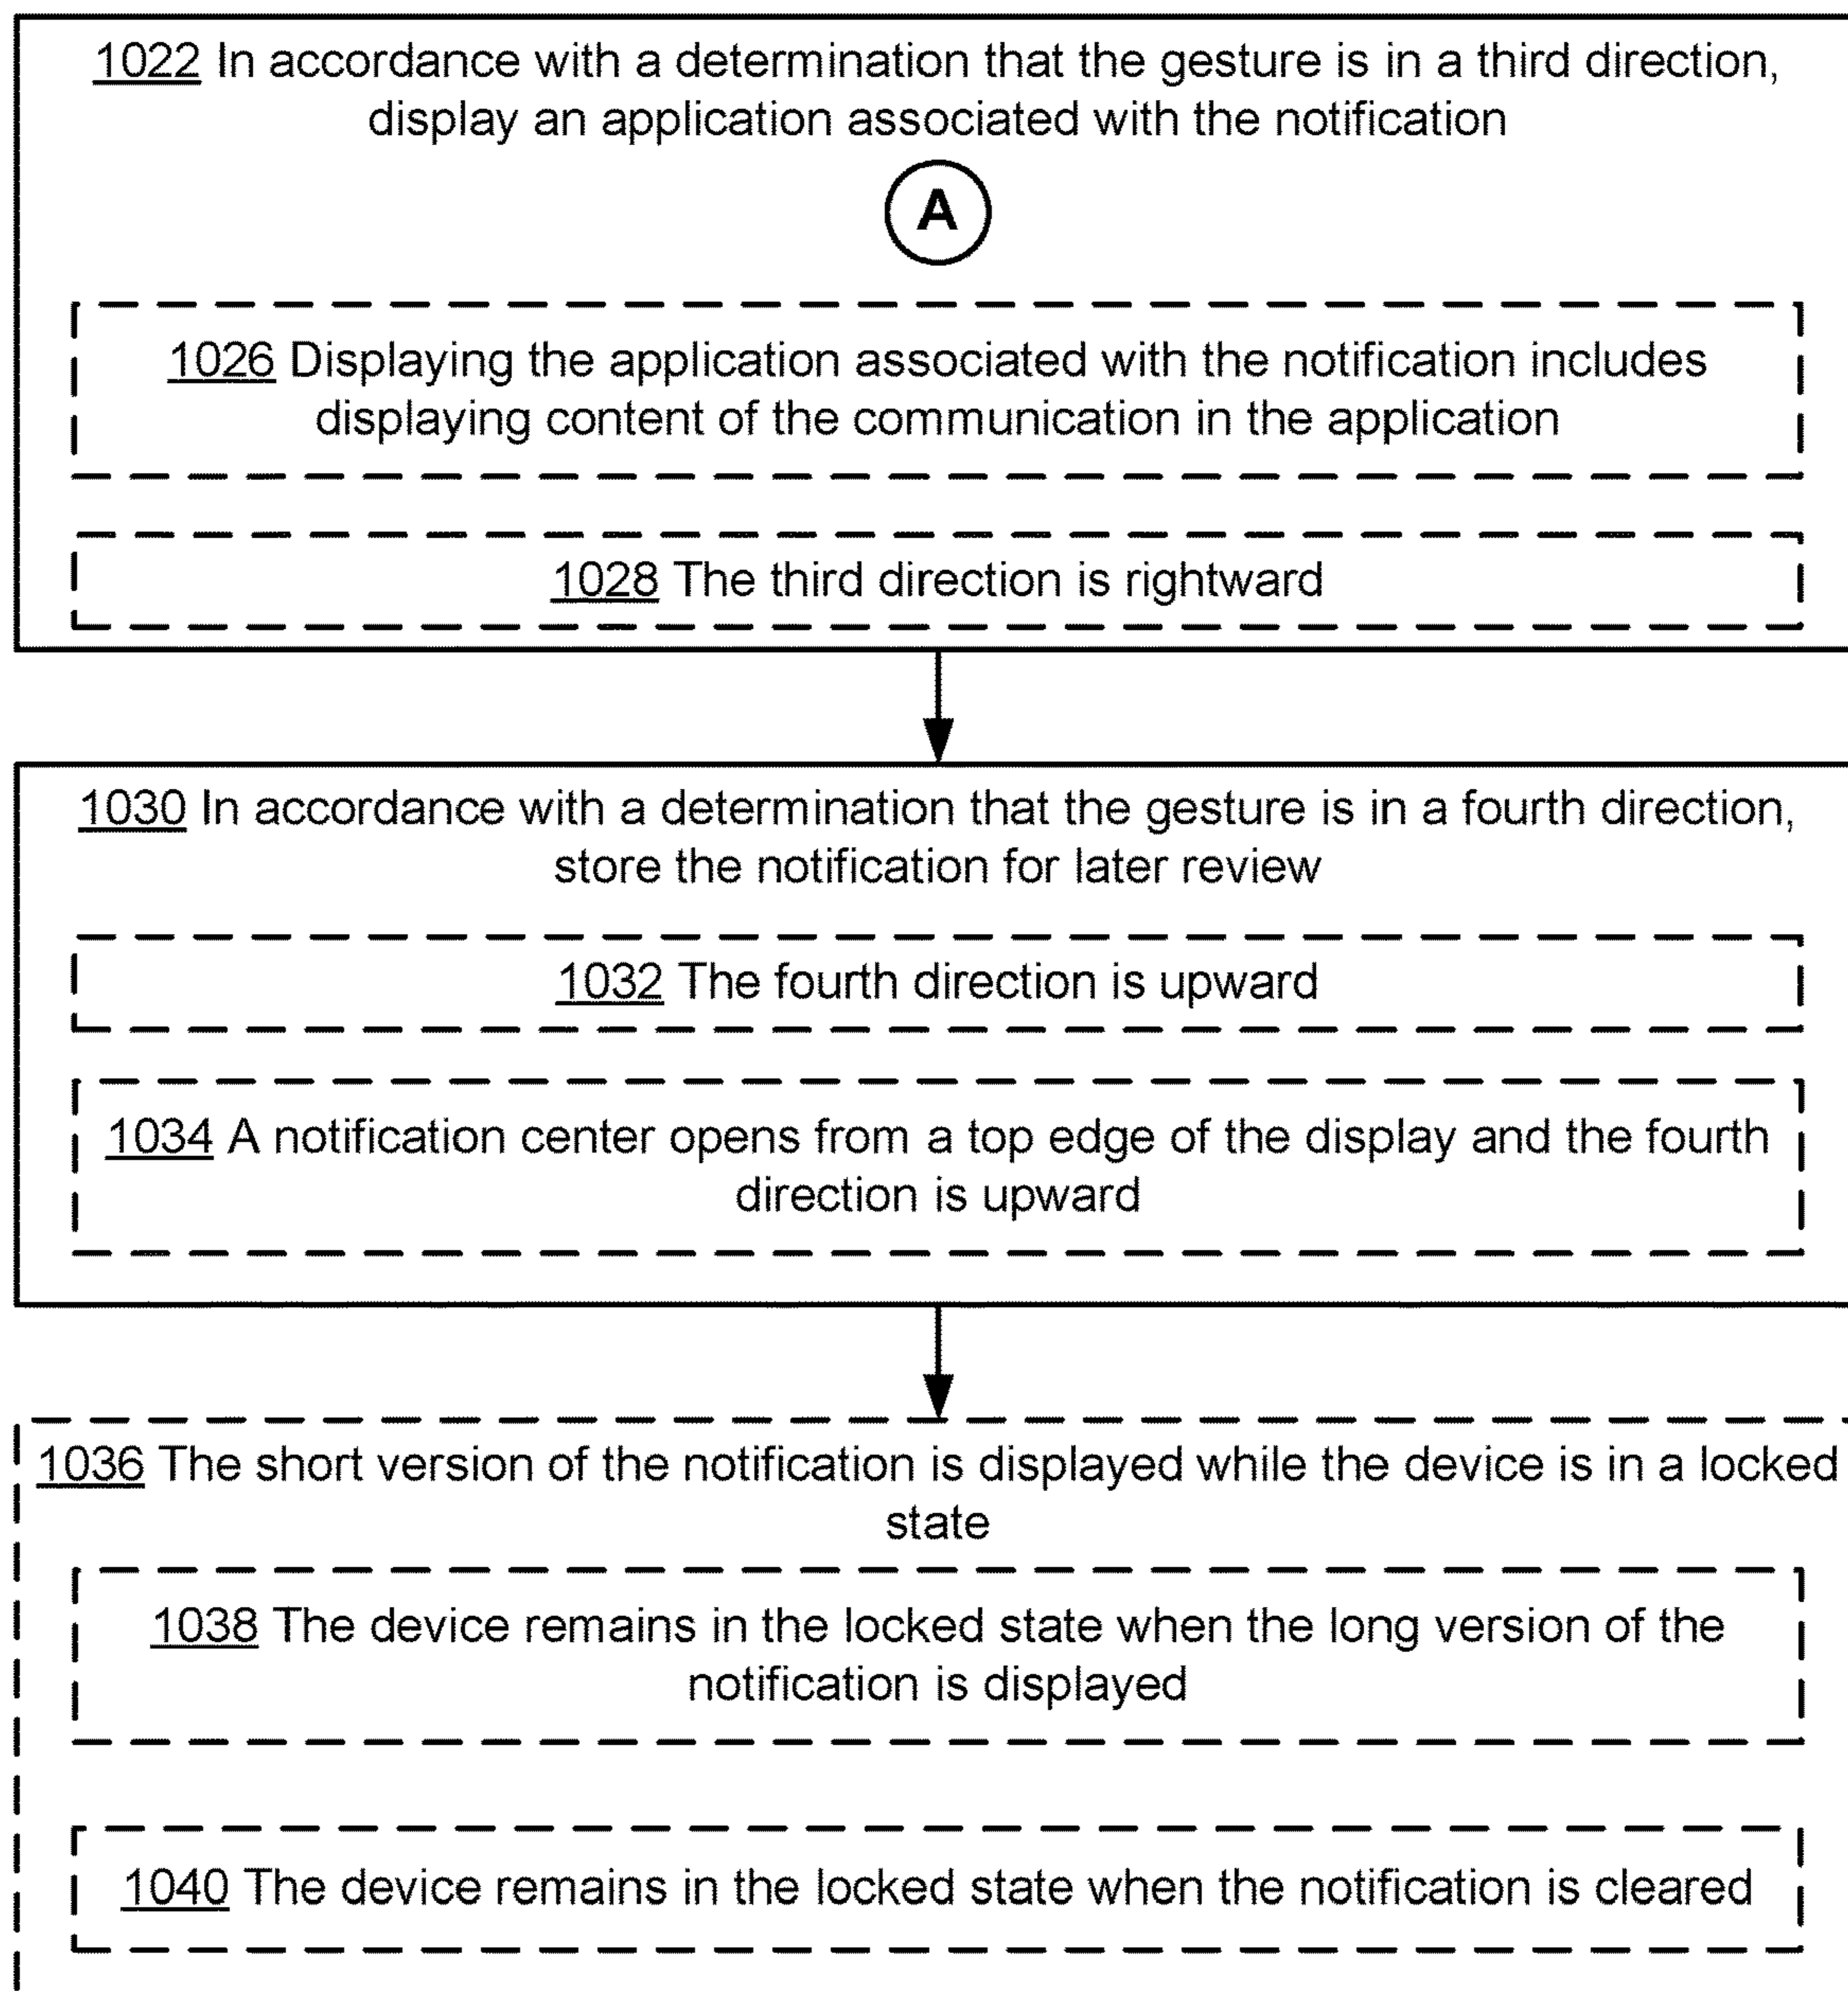 1022 In accordance with a determination that the gesture is in a third direction,
display an application associated with the notification
A
1026 Displaying the application associated with the notification includes
displaying content of the communication in the application
1028 The third direction is rightward
1030 In accordance with a determination that the gesture is in a fourth direction,
store the notification for later review
1032 The fourth direction is upward
1034 A notification center opens from a top edge of the display and the fourth
direction is upward
1036 The short version of the notification is displayed while the device is in a locked
state
1038 The device remains in the locked state when the long version of the
notification is displayed
1040 The device remains in the locked state when the notification is cleared